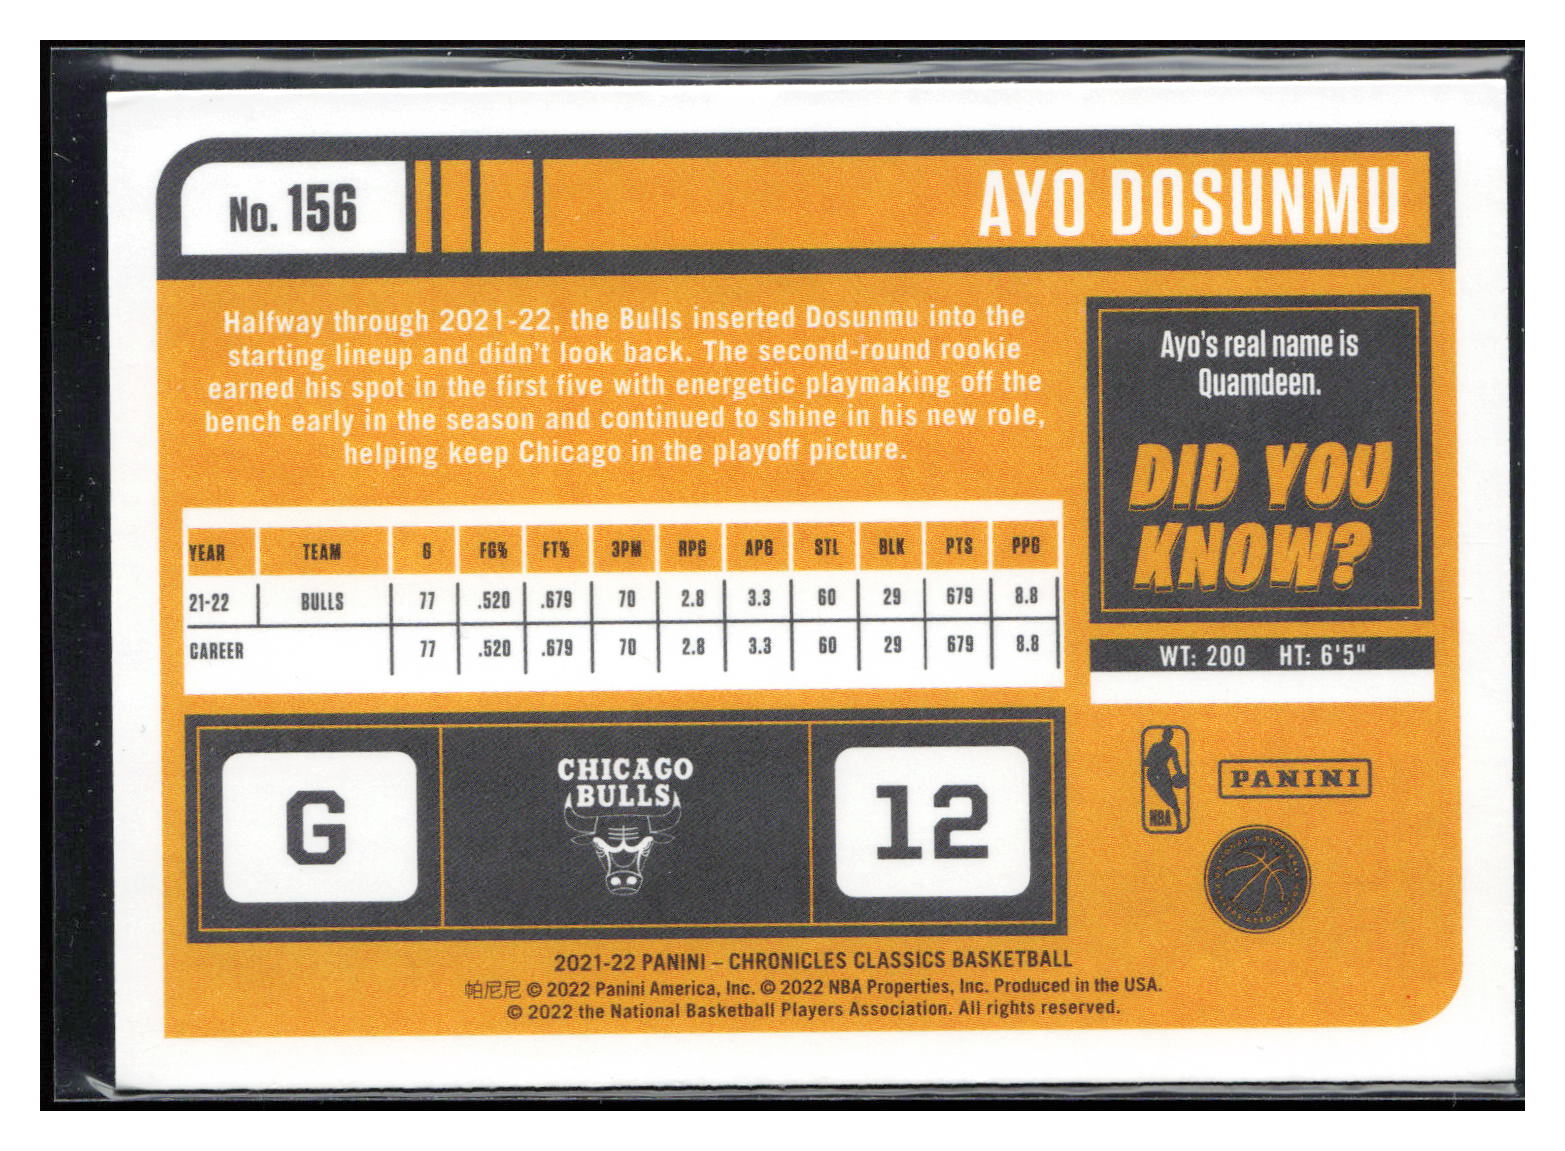 No. 156
AYO DOSUNMU
Halfway through 2021-22, the Bulls inserted Dosunmu into the
starting lineup and didn't look back. The second-round rookie
earned his spot in the first five with energetic playmaking off the
bench early in the season and continued to shine in his new role,
helping keep Chicago in the playoff picture.
Ayo's real name is
Quamdeen.
DID YOU
KNOW?
YEAR TEAM G FG% FT% 3PM RPG APG STL BLK PTS PPG
21-22 BULLS 77 .520 .679 70 2.8 3.3 60 29 679 8.8
CAREER 77 .520 .679 70 2.8 3.3 60 29 679 8.8
WT: 200 HT: 6'5"
G
CHICAGO
BULLS
12
NBA
PANINI
2021-22 PANINI – CHRONICLES CLASSICS BASKETBALL
帕尼尼 © 2022 Panini America, Inc. © 2022 NBA Properties, Inc. Produced in the USA.
© 2022 the National Basketball Players Association. All rights reserved.